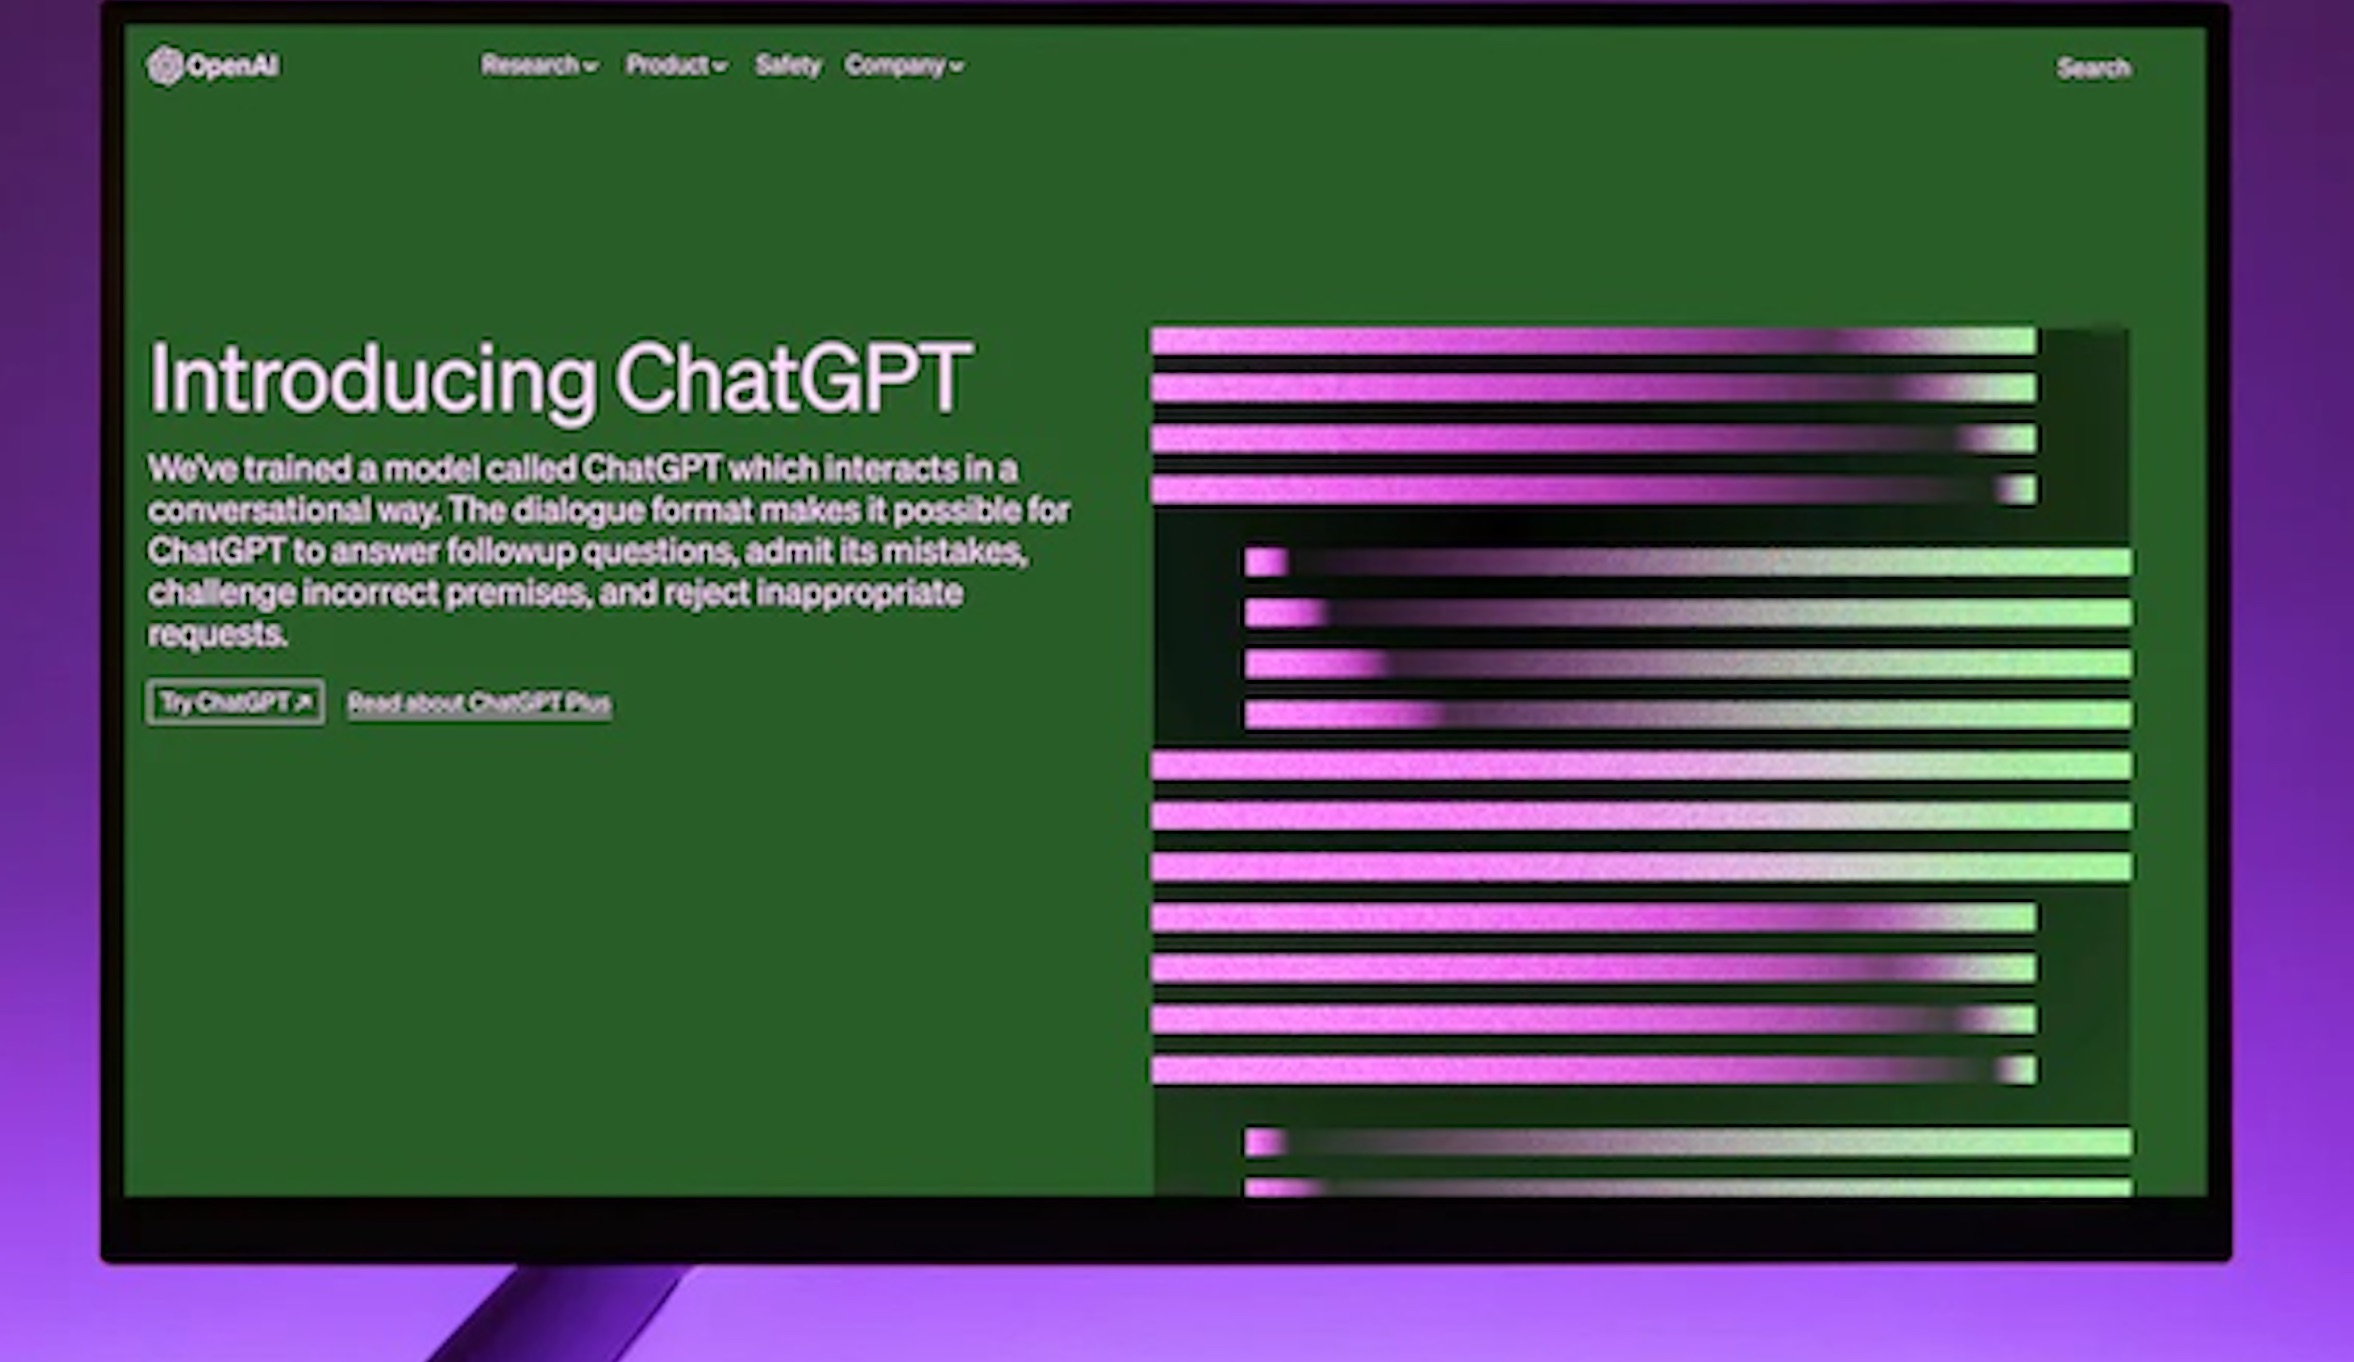 OpenAI
Research Product Safety Company
Search
Introducing ChatGPT
We've trained a model called ChatGPT which interacts in a
conversational way. The dialogue format makes it possible for
ChatGPT to answer followup questions, admit its mistakes,
challenge incorrect premises, and reject inappropriate
requests.
Try ChatGPT↗ Read about ChatGPT Plus